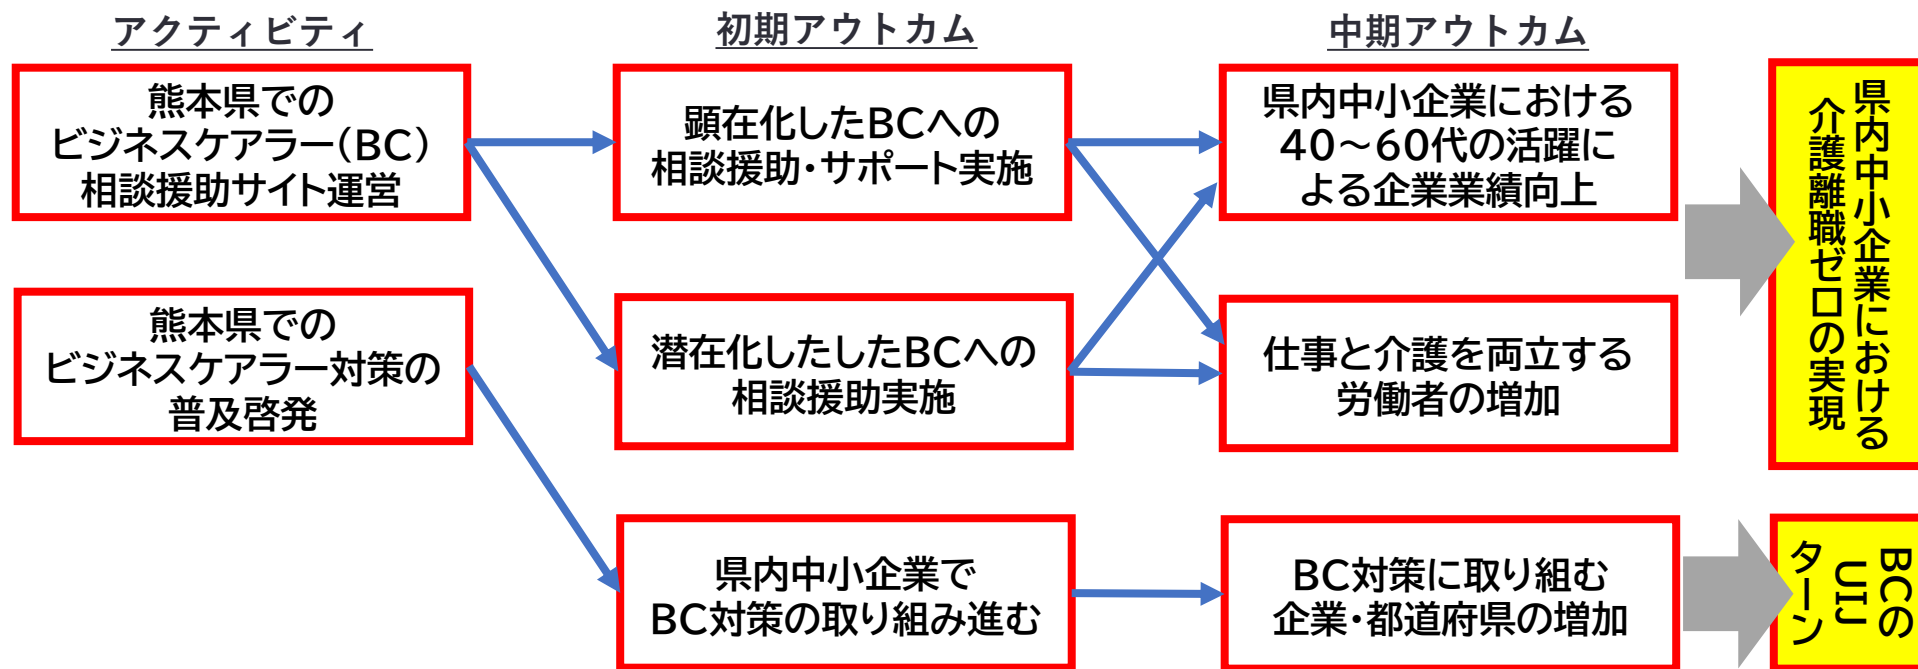 アクティビティ
初期アウトカム
中期アウトカム
熊本県での
ビジネスケアラー(BC)
相談援助サイト運営
顕在化したBCへの
相談援助・サポート実施
県内中小企業における
40～60代の活躍に
よる企業業績向上
県内中小企業における
介護離職ゼロの実現
熊本県での
ビジネスケアラー対策の
普及啓発
潜在化したしたBCへの
相談援助実施
仕事と介護を両立する
労働者の増加
県内中小企業で
BC対策の取り組み進む
BC対策に取り組む
企業・都道府県の増加
BCの
UIJ
ターン